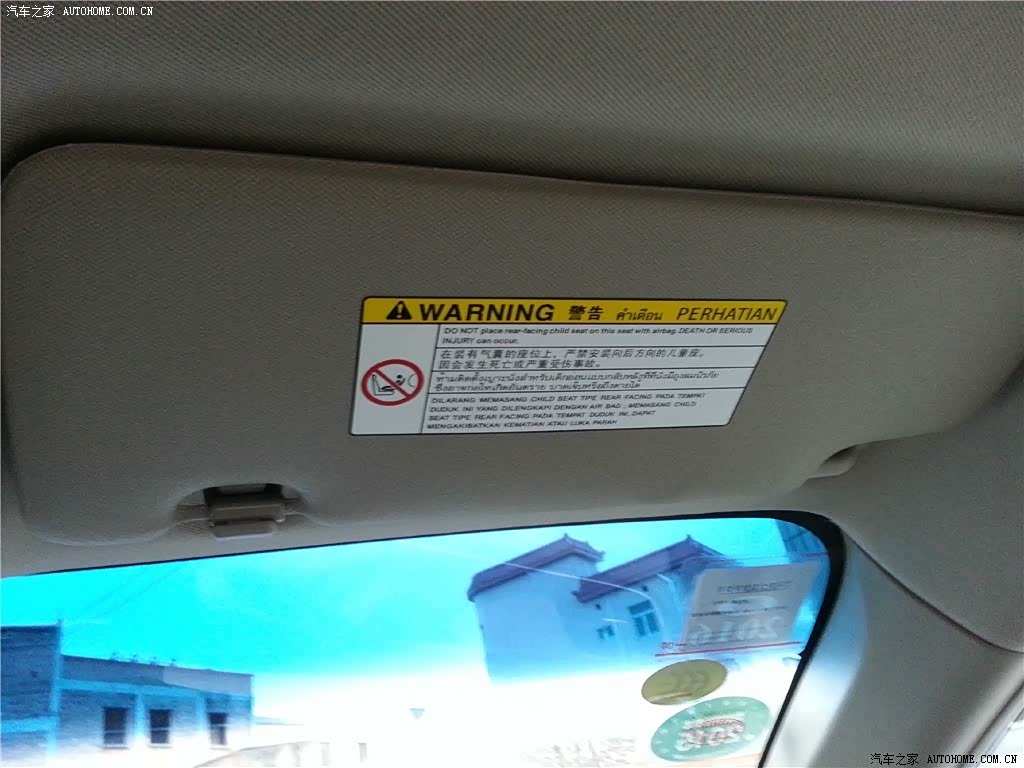 汽车之家 AUTOHOME.COM.CN
WARNING 警告 คำเตือน PERHATIAN
DO NOT place rear-facing child seat on this seat with airbag.DEATH OR SERIOUS
INJURY can occur.
在装有气囊的座位上，严禁安装向后方向的儿童座。
因会发生死亡或严重受伤事故。
DILARANG MEMASANG CHILD SEAT TIPE REAR FACING PADA TEMPAT
DUDUK INI YANG DILENGKAPI DENGAN AIR BAG , MEMASANG CHILD
SEAT TIPE REAR FACING PADA TEMPAT DUDUK INI DAPAT
MENGAKIBATKAN KEMATIAN ATAU LUKA PARAH
汽车之家 AUTOHOME.COM.CN